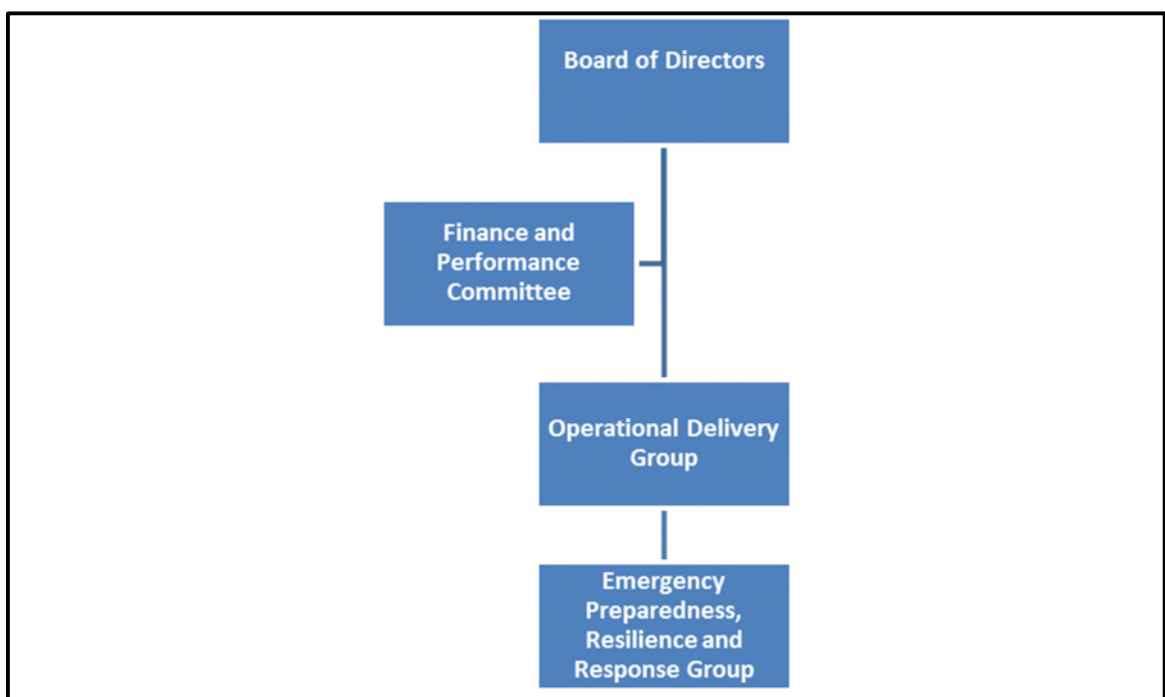 Board of Directors
Finance and
Performance
Committee
Operational Delivery
Group
Emergency
Preparedness,
Resilience and
Response Group